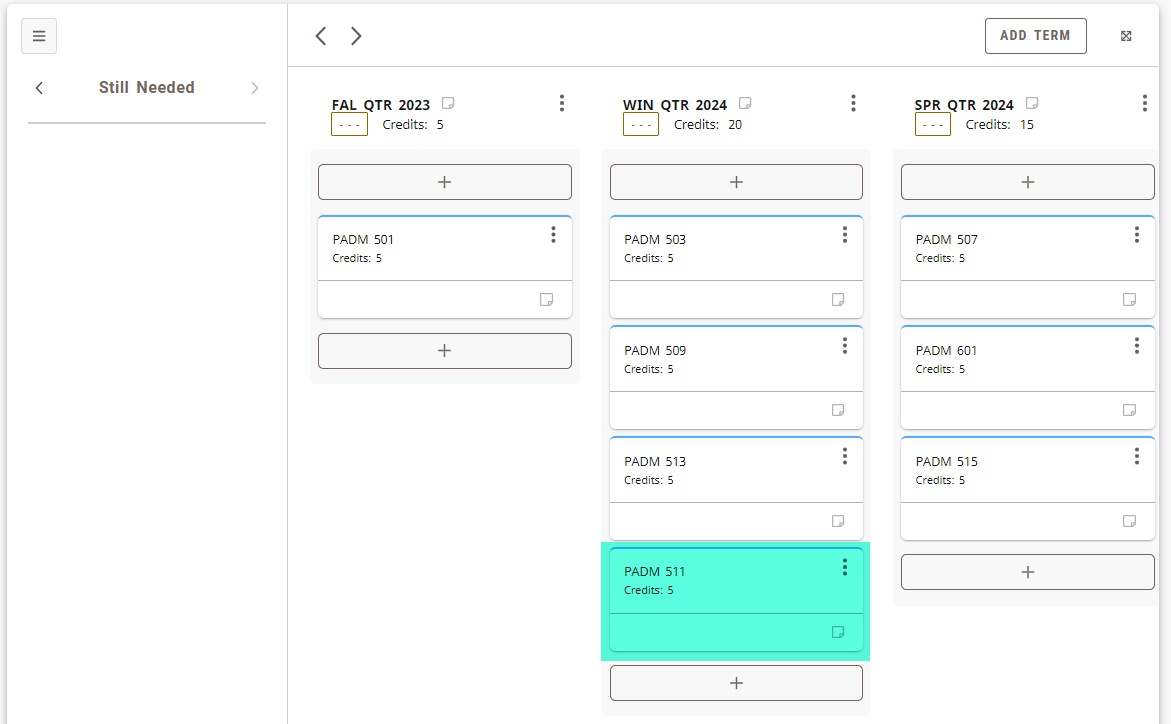 Still Needed
ADD TERM
FAL QTR 2023
- - - Credits: 5
PADM 501
Credits: 5
WIN QTR 2024
- - - Credits: 20
PADM 503
Credits: 5
PADM 509
Credits: 5
PADM 513
Credits: 5
PADM 511
Credits: 5
SPR QTR 2024
- - - Credits: 15
PADM 507
Credits: 5
PADM 601
Credits: 5
PADM 515
Credits: 5